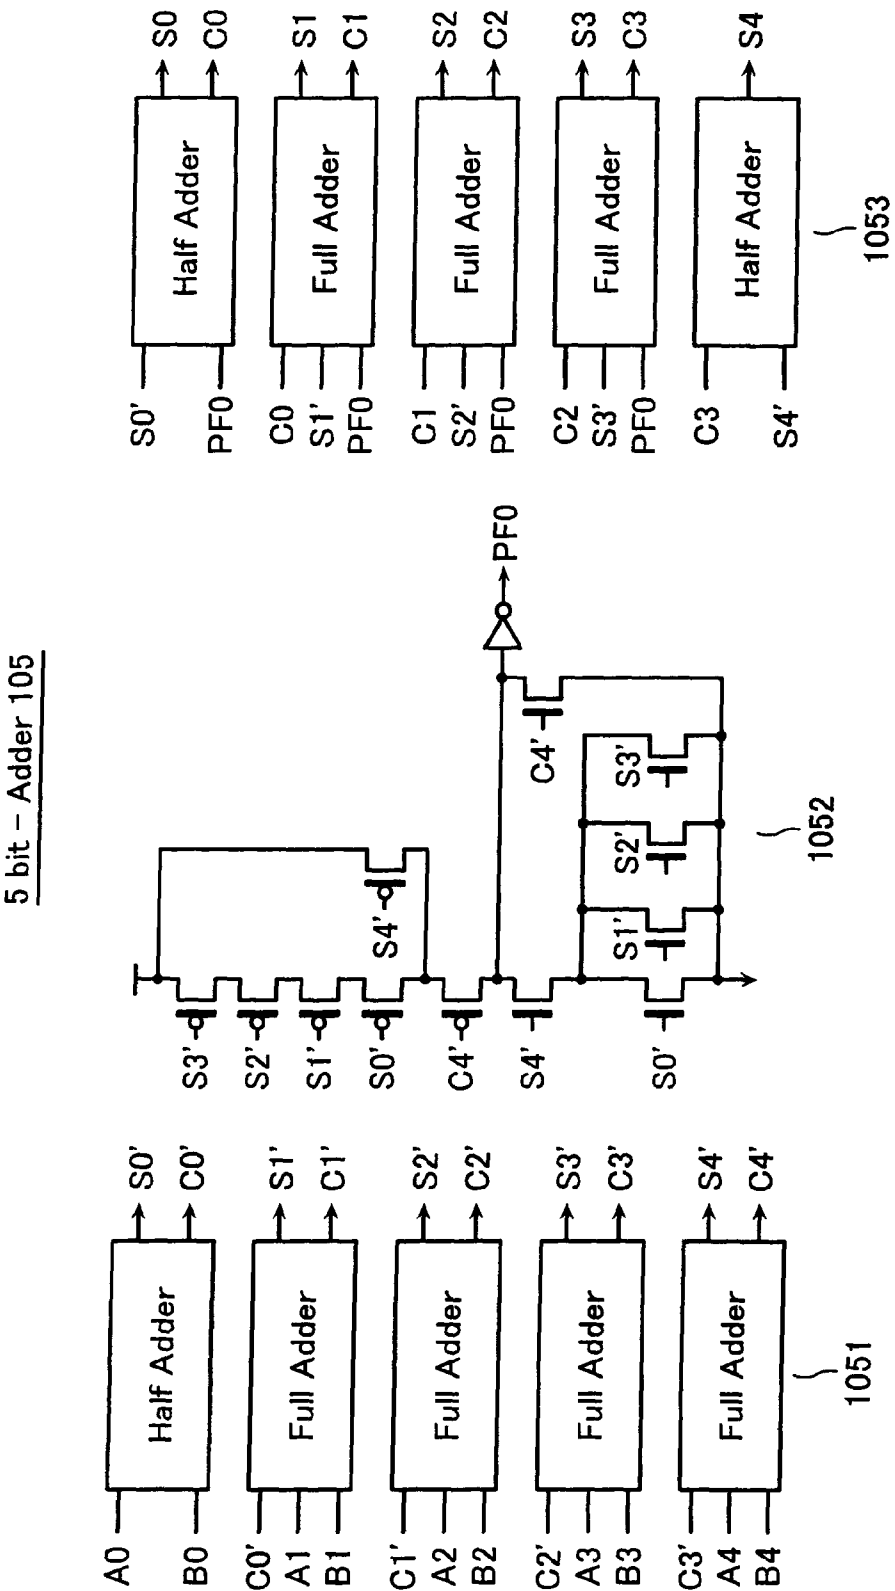 5 bit – Adder 105
A0
B0
Half Adder
S0'
C0'
C0'
A1
B1
Full Adder
S1'
C1'
C1'
A2
B2
Full Adder
S2'
C2'
C2'
A3
B3
Full Adder
S3'
C3'
C3'
A4
B4
Full Adder
S4'
C4'
1051
S3'
S2'
S1'
S0'
C4'
S4'
S0'
S4'
S1'
S2'
S3'
C4'
PF0
1052
S0'
PF0
Half Adder
S0
C0
C0
S1'
PF0
Full Adder
S1
C1
C1
S2'
PF0
Full Adder
S2
C2
C2
S3'
PF0
Full Adder
S3
C3
C3
S4'
Half Adder
S4
1053